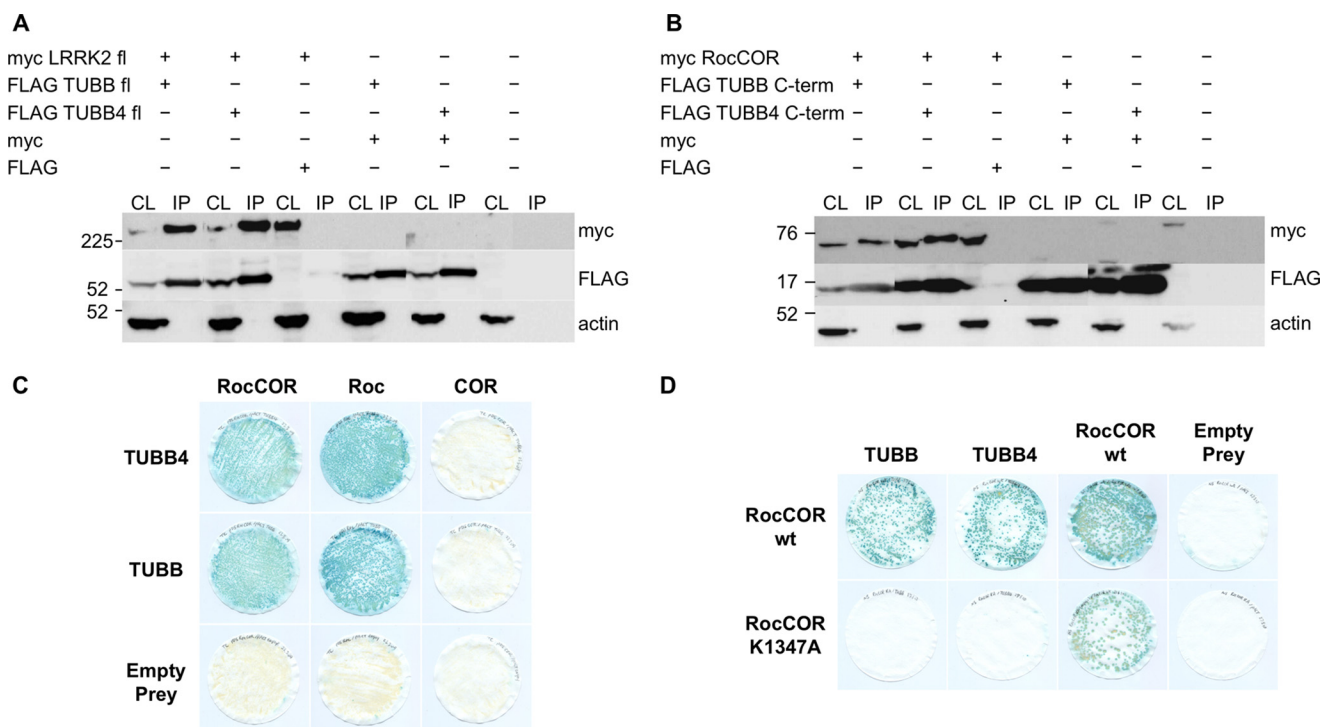 A
myc LRRK2 fl + + + − − −
FLAG TUBB fl + − − + − −
FLAG TUBB4 fl − + − − + −
myc − − − + + −
FLAG − − + − − −
CL IP CL IP CL IP CL IP CL IP CL IP
225
myc
52
FLAG
52
actin
B
myc RocCOR + + + − − −
FLAG TUBB C-term + − − + − −
FLAG TUBB4 C-term − + − − + −
myc − − − + + −
FLAG − − + − − −
CL IP CL IP CL IP CL IP CL IP CL IP
76
myc
17
FLAG
52
actin
C
RocCOR Roc COR
TUBB4
TUBB
Empty
Prey
D
TUBB TUBB4 RocCOR
wt Empty
Prey
RocCOR
wt
RocCOR
K1347A